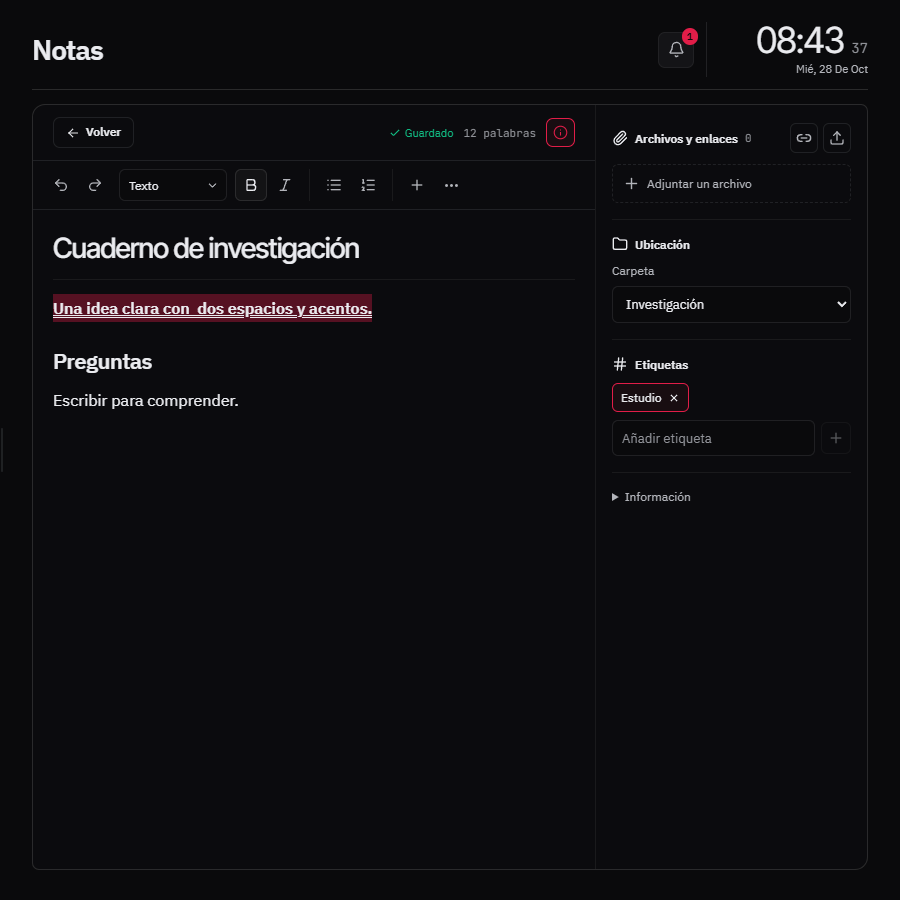 Notas
1
08:43 37
Mié, 28 De Oct
Volver
Guardado 12 palabras
Texto
B I
Cuaderno de investigación
Una idea clara con  dos espacios y acentos.
Preguntas
Escribir para comprender.
Archivos y enlaces 0
Adjuntar un archivo
Ubicación
Carpeta
Investigación
Etiquetas
Estudio
Añadir etiqueta
Información